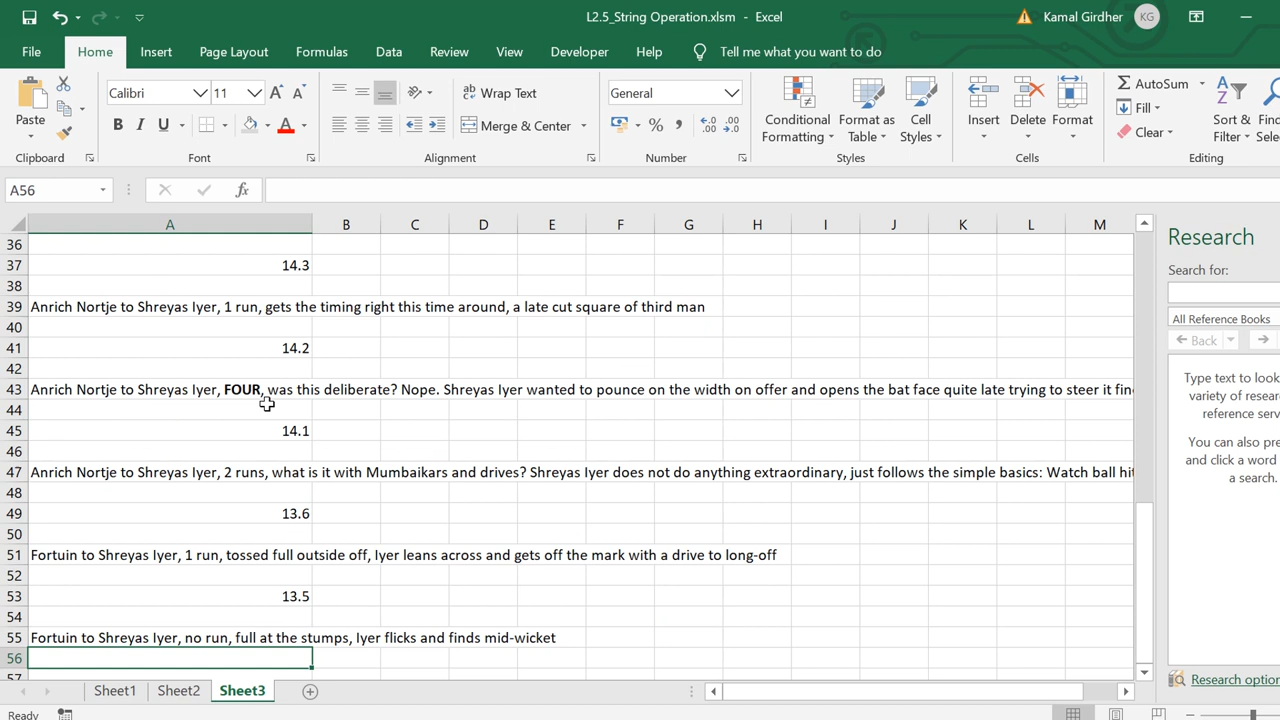 L2.5_String Operation.xlsm - Excel
Kamal Girdher
KG
File
Home
Insert
Page Layout
Formulas
Data
Review
View
Developer
Help
Tell me what you want to do
Paste
Clipboard
Calibri
11
B I U
Font
Wrap Text
Merge & Center
Alignment
General
Number
Conditional Formatting
Format as Table
Cell Styles
Styles
Insert
Delete
Format
Cells
AutoSum
Fill
Clear
Sort & Filter
Editing
A56
fx
A B C D E F G H I J K L M
36
37 14.3
38
39 Anrich Nortje to Shreyas Iyer, 1 run, gets the timing right this time around, a late cut square of third man
40
41 14.2
42
43 Anrich Nortje to Shreyas Iyer, FOUR, was this deliberate? Nope. Shreyas Iyer wanted to pounce on the width on offer and opens the bat face quite late trying to steer it fin
44
45 14.1
46
47 Anrich Nortje to Shreyas Iyer, 2 runs, what is it with Mumbaikars and drives? Shreyas Iyer does not do anything extraordinary, just follows the simple basics: Watch ball hit
48
49 13.6
50
51 Fortuin to Shreyas Iyer, 1 run, tossed full outside off, Iyer leans across and gets off the mark with a drive to long-off
52
53 13.5
54
55 Fortuin to Shreyas Iyer, no run, full at the stumps, Iyer flicks and finds mid-wicket
56
57
Research
Search for:
All Reference Books
Back
Type text to look
variety of resear
reference serv
You can also pre
and click a word
a search.
Research option
Sheet1
Sheet2
Sheet3
Ready